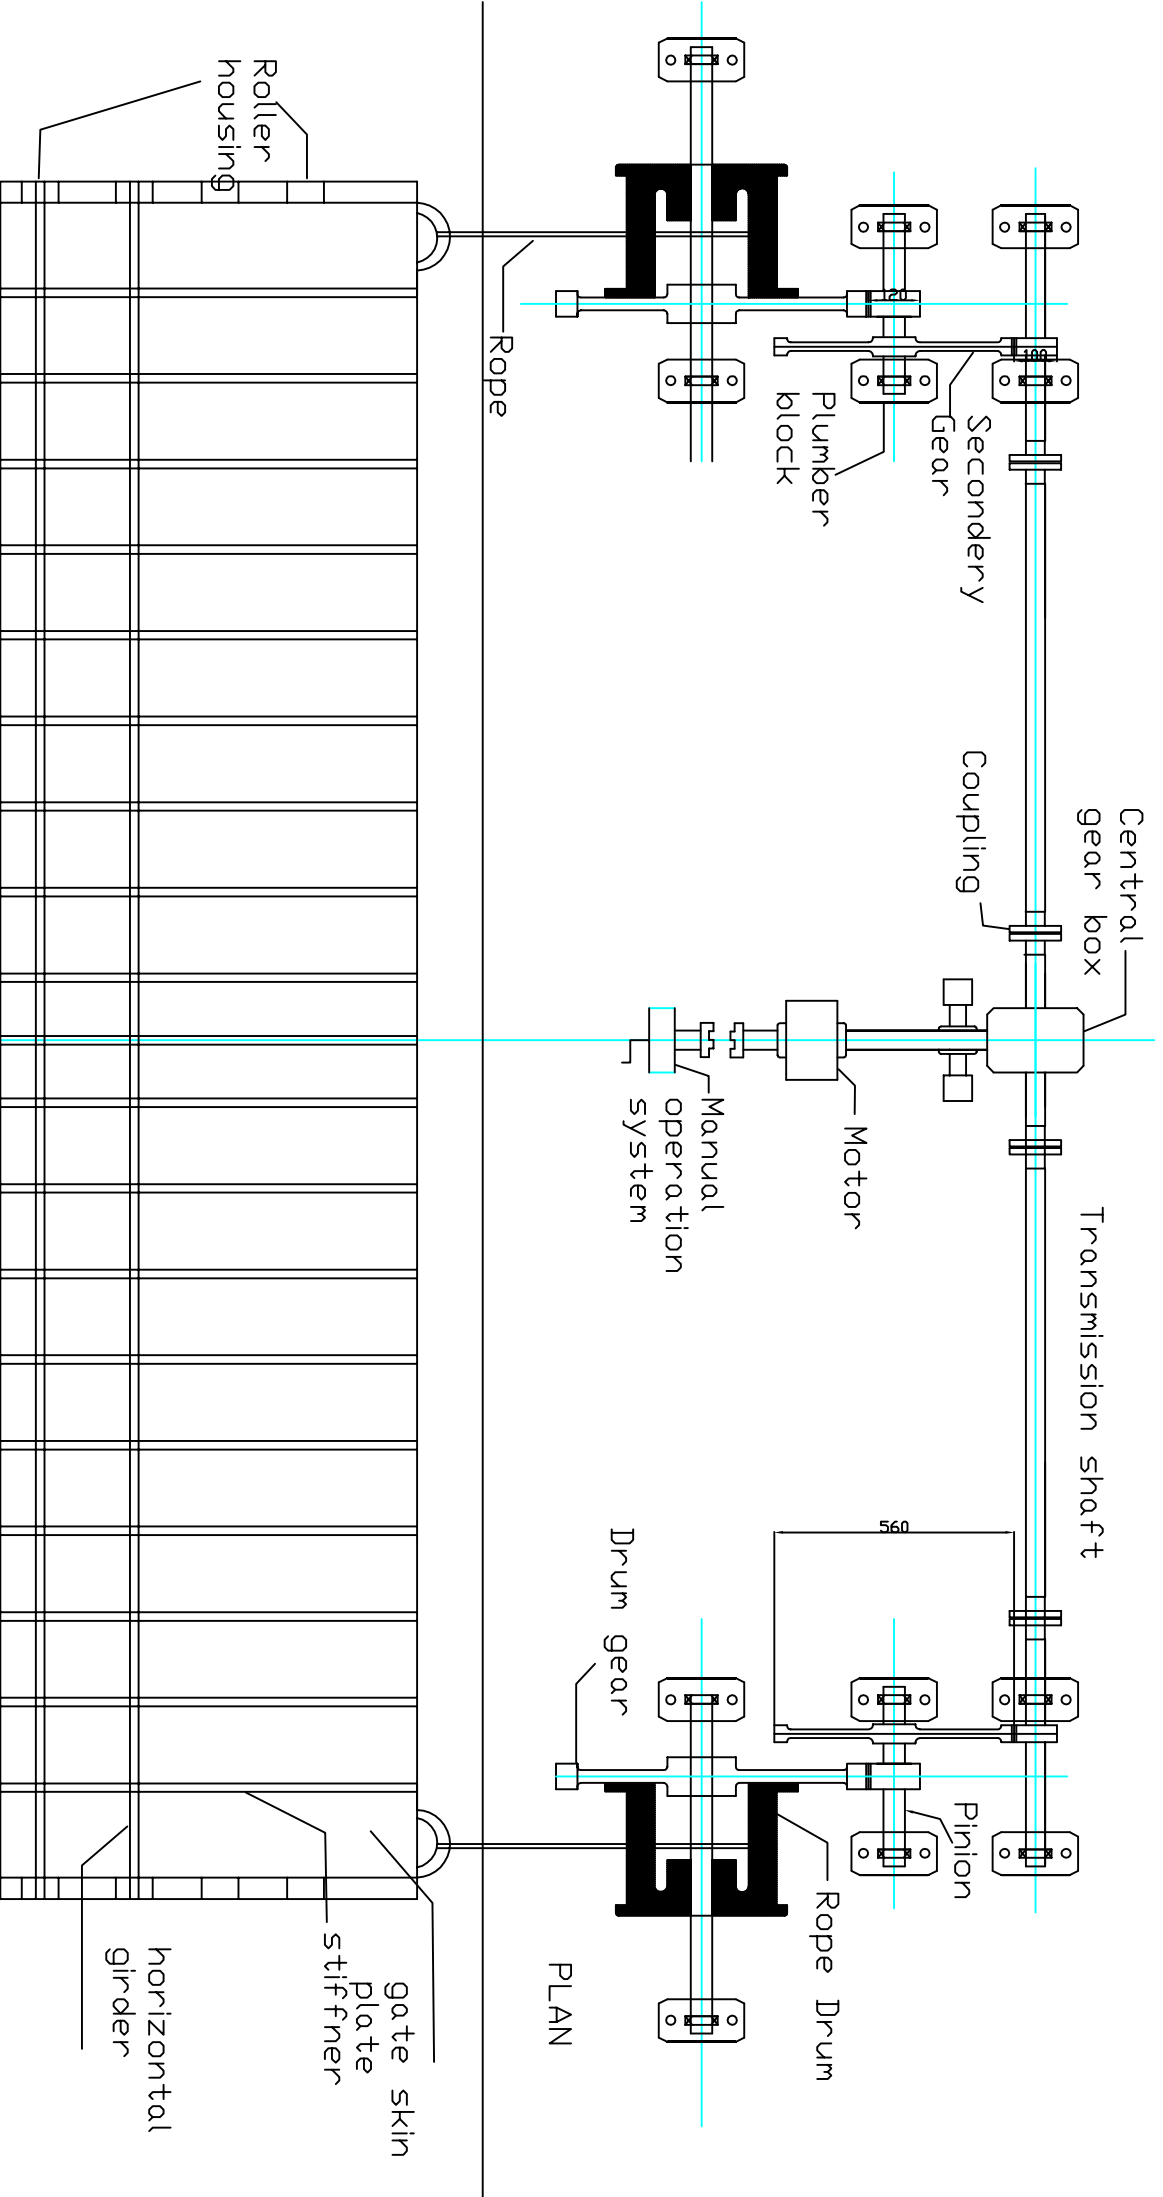 Central
gear box
Transmission shaft
Secondery
Gear
Coupling
Pinion
100
120
560
Plumber
block
Motor
Rope Drum
Manual
operation
system
Drum gear
Rope
PLAN
Roller
housing
gate skin
plate
stiffner
horizontal
girder